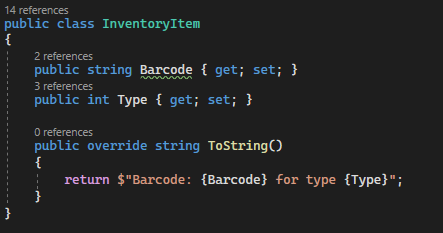 14 references
public class InventoryItem
{
2 references
public string Barcode { get; set; }
3 references
public int Type { get; set; }
0 references
public override string ToString()
{
return $"Barcode: {Barcode} for type {Type}";
}
}